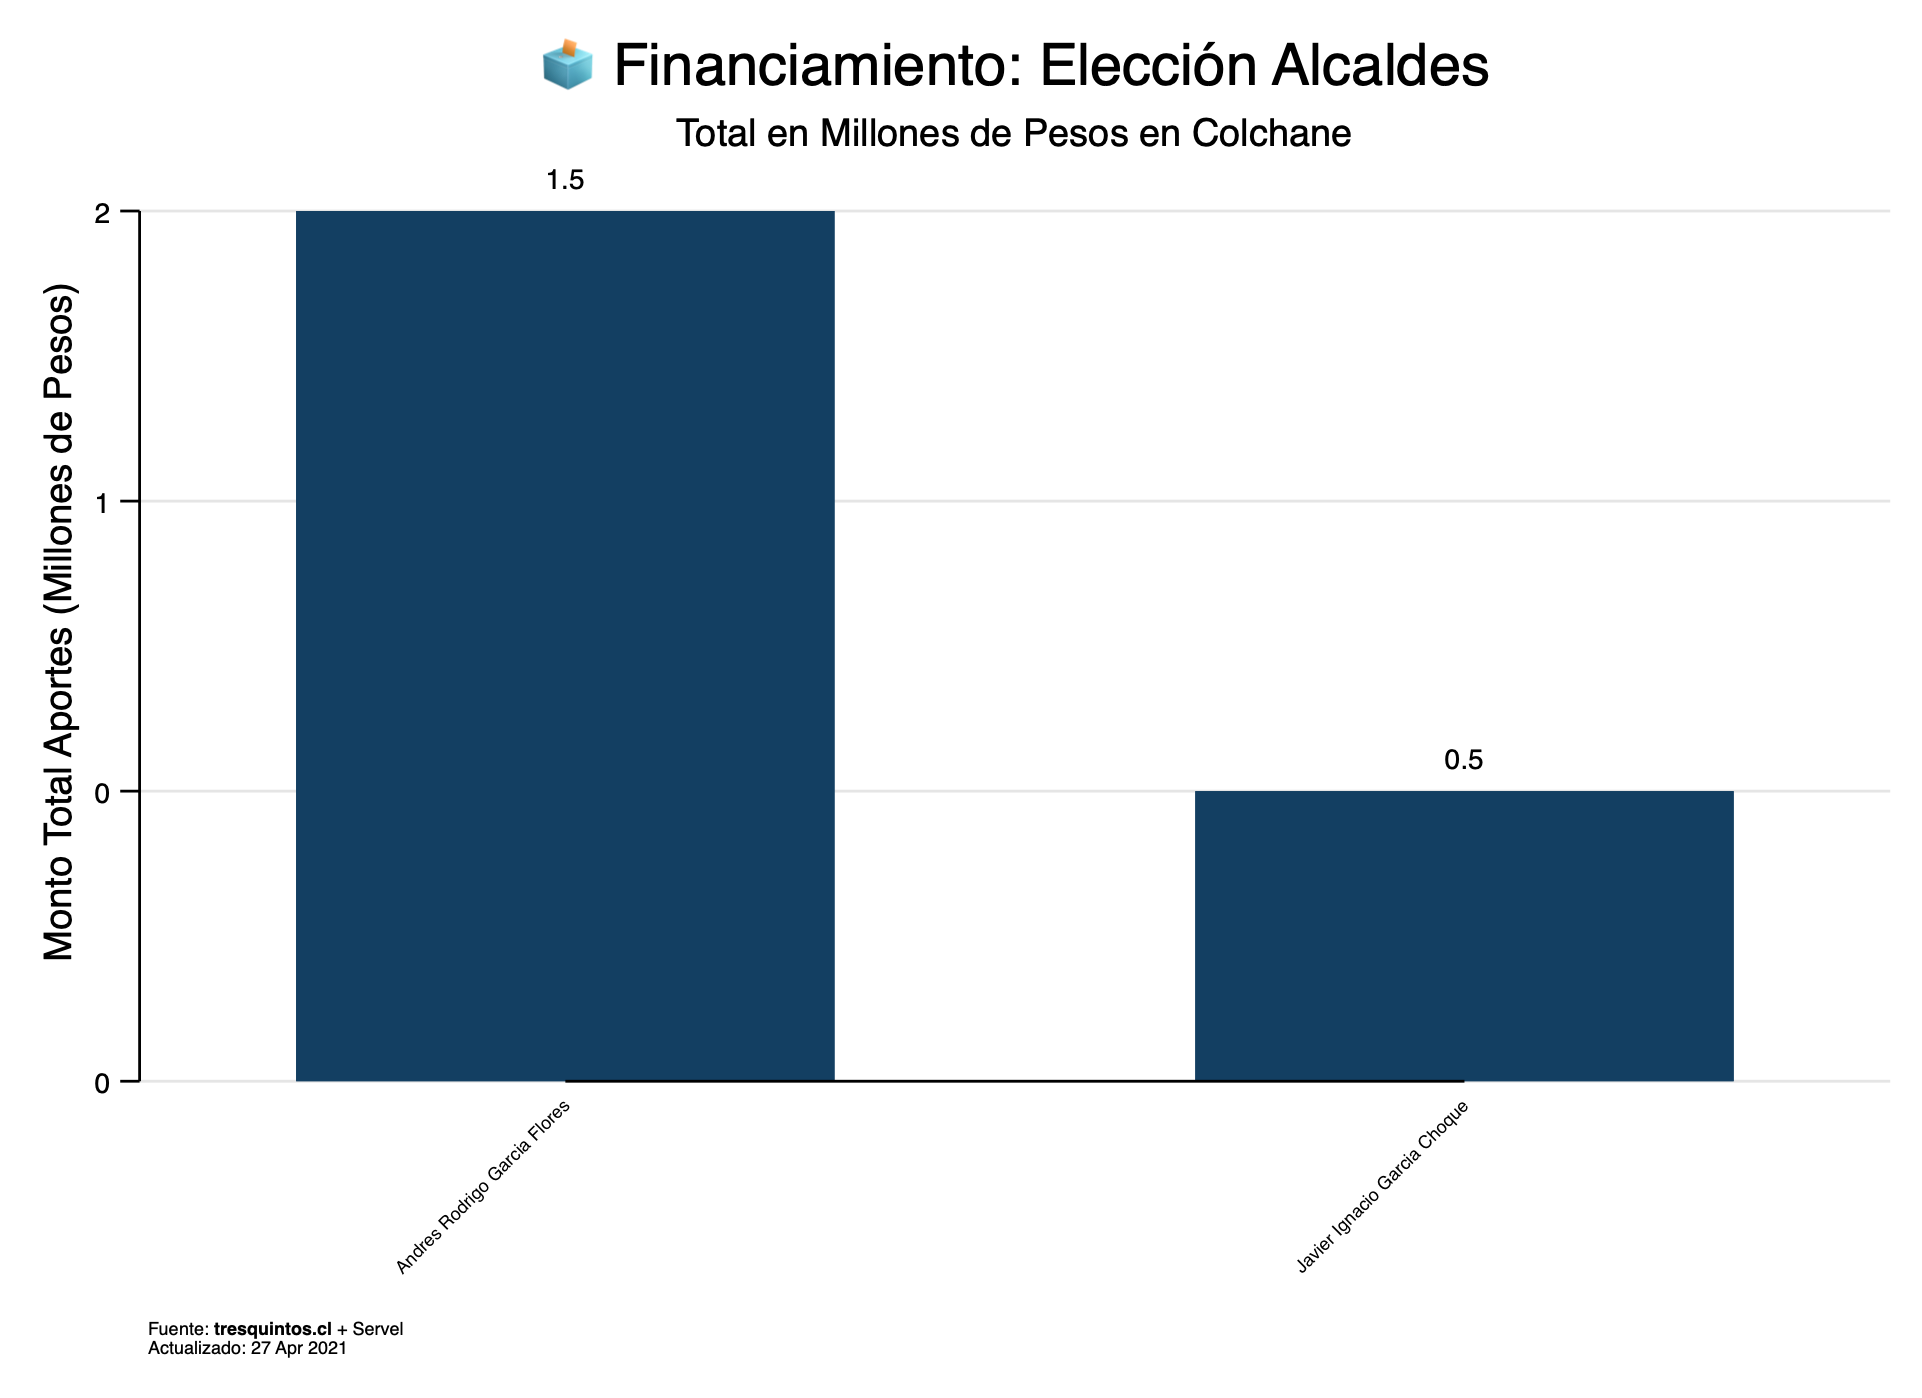 Financiamiento: Elección Alcaldes
Total en Millones de Pesos en Colchane
Monto Total Aportes (Millones de Pesos)
2
1
0
0
1.5
0.5
Andres Rodrigo Garcia Flores
Javier Ignacio Garcia Choque
Fuente: tresquintos.cl + Servel
Actualizado: 27 Apr 2021